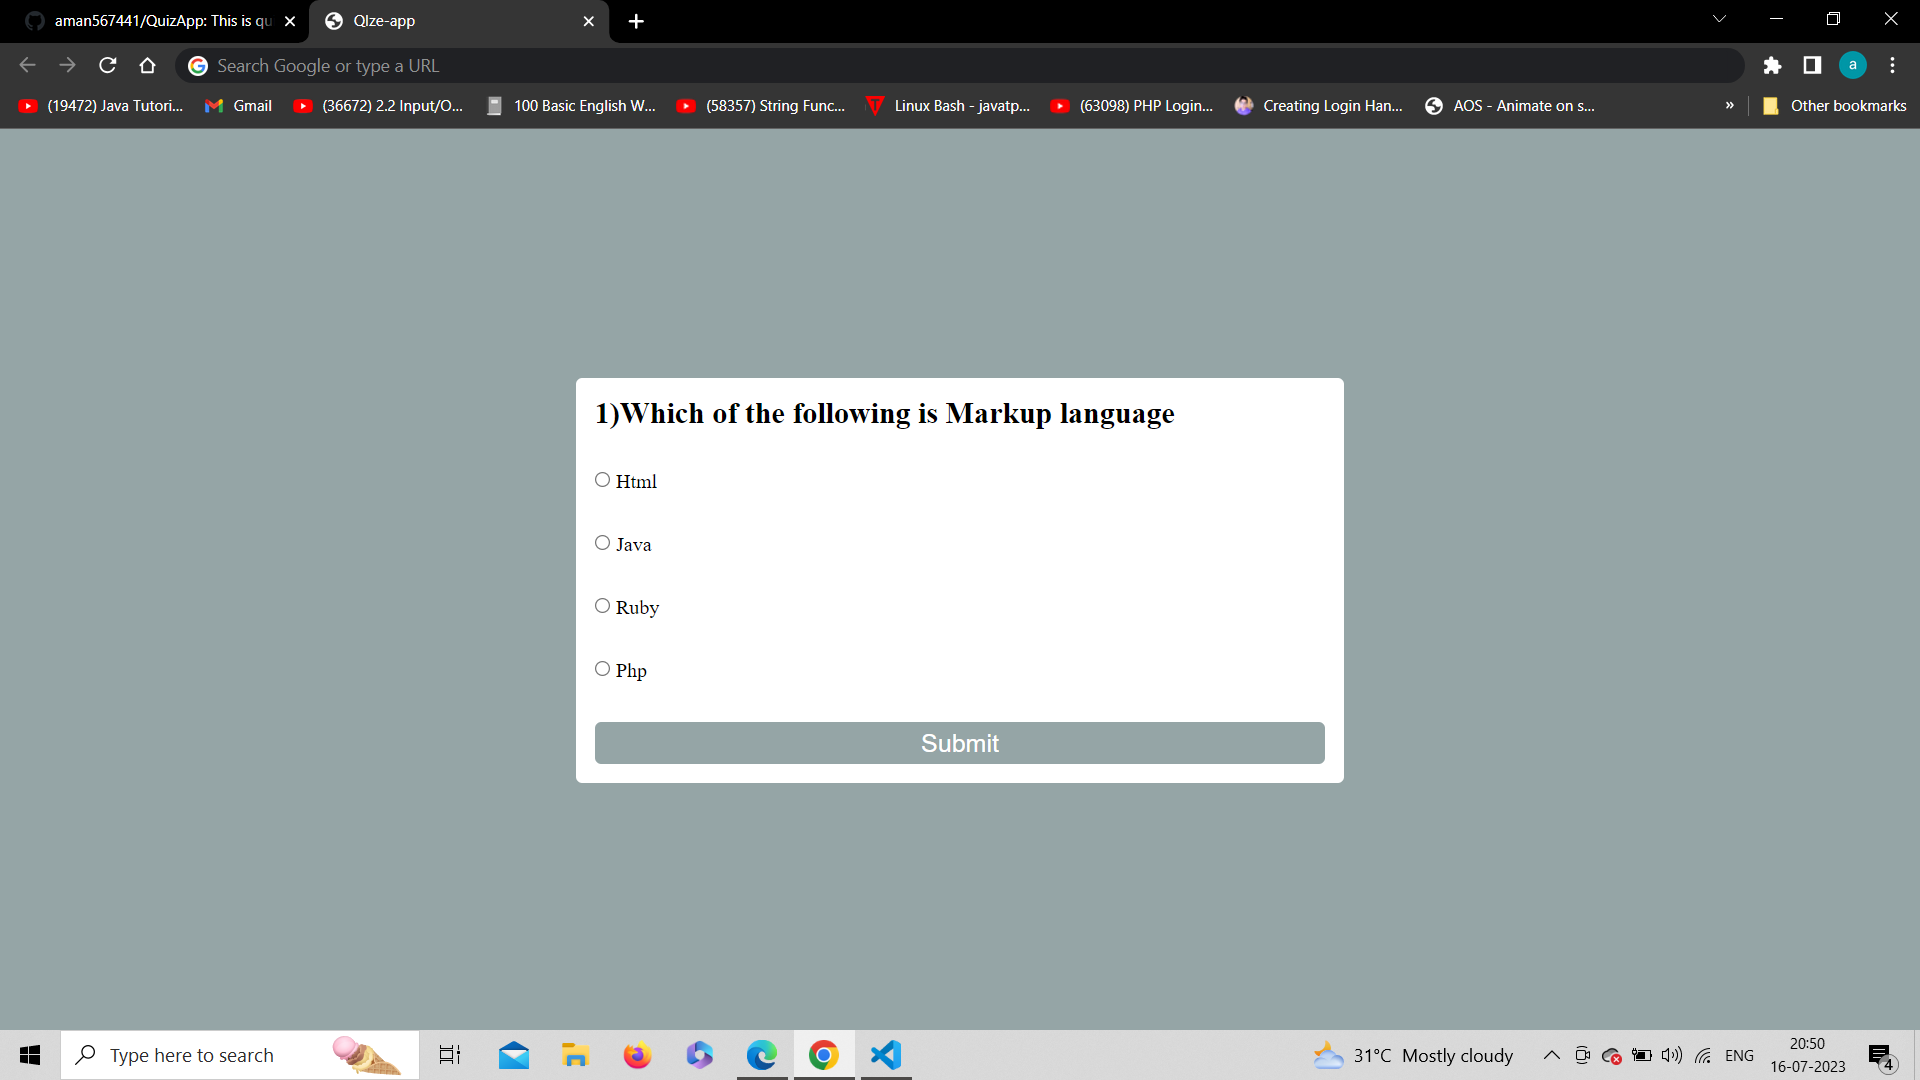 aman567441/QuizApp: This is qu
QIze-app
Search Google or type a URL
a
(19472) Java Tutori...
Gmail
(36672) 2.2 Input/O...
100 Basic English W...
(58357) String Func...
Linux Bash - javatp...
(63098) PHP Login...
Creating Login Han...
AOS - Animate on s...
»
Other bookmarks
1)Which of the following is Markup language
Html
Java
Ruby
Php
Submit
Type here to search
31°C Mostly cloudy
ENG
20:50
16-07-2023
4